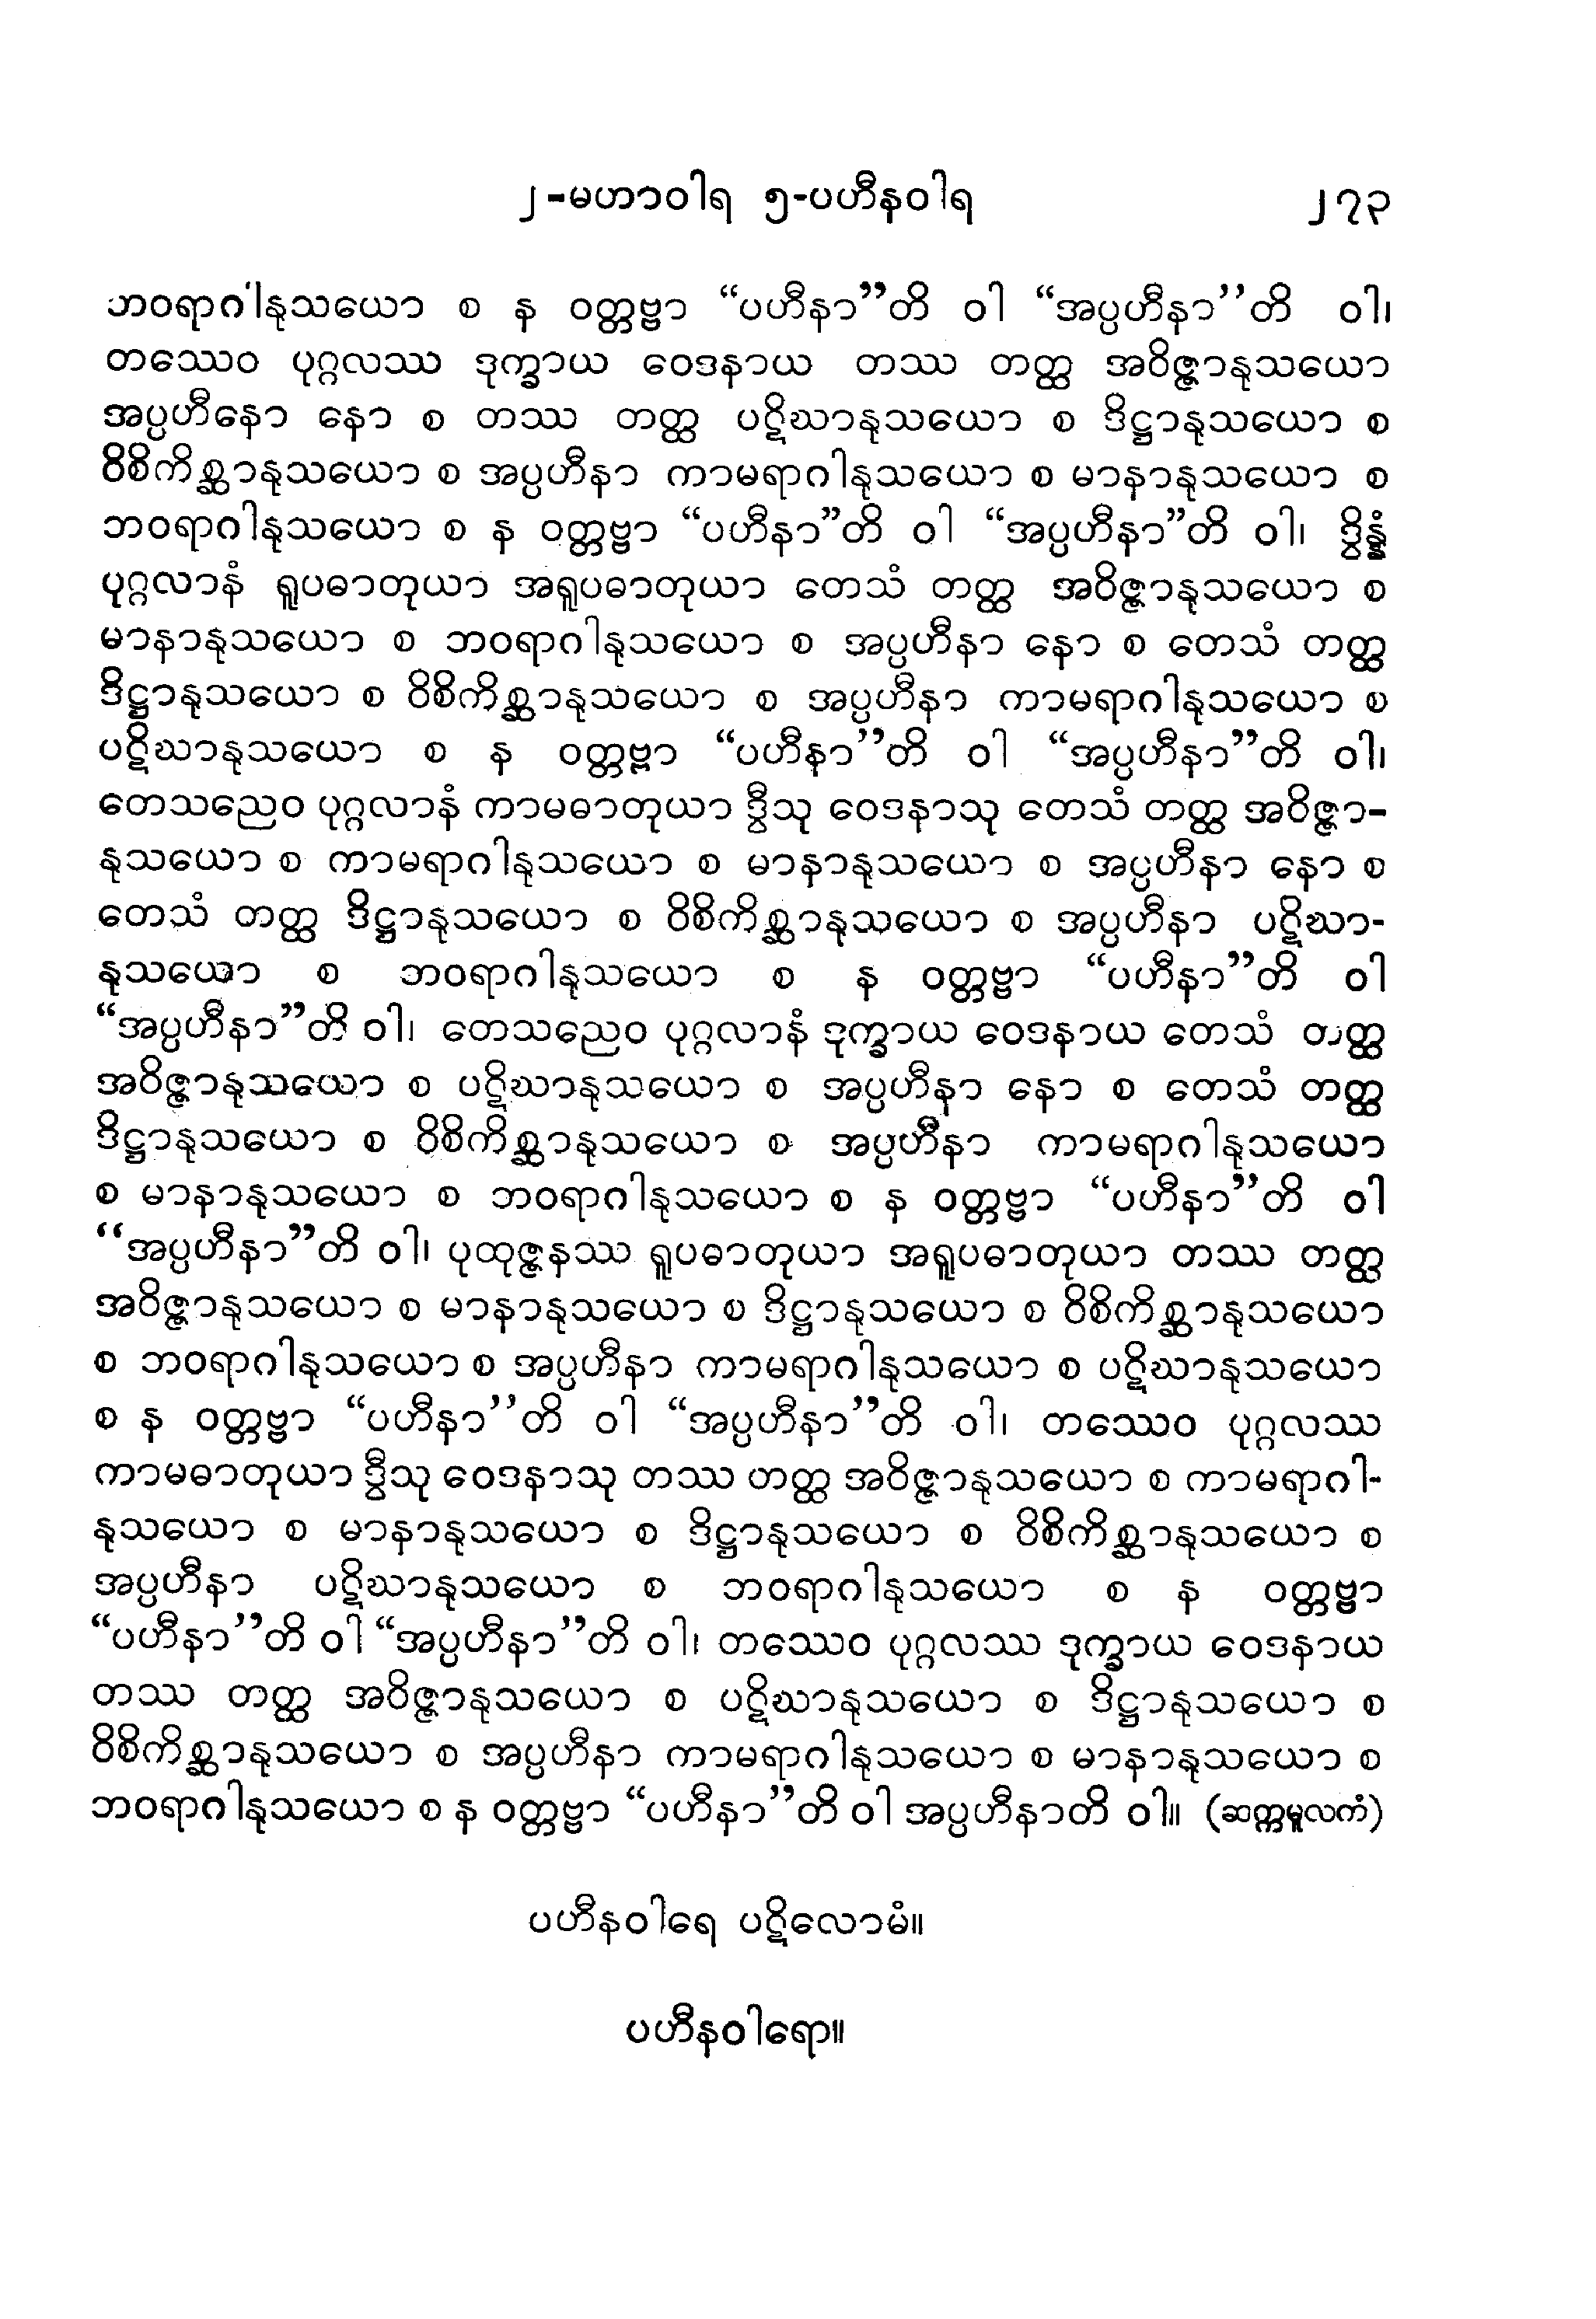 ၂-မဟာဝါရ ၅-ပဟီနဝါရ ၂၇၃
ဘဝရာဂါနုသယော စ န ဝတ္တဗ္ဗာ “ပဟီနာ”တိ ဝါ “အပ္ပဟီနာ”တိ ဝါ၊
တဿေဝ ပုဂ္ဂလဿ ဒုက္ခာယ ဝေဒနာယ တဿ တတ္ထ အဝိဇ္ဇာနုသယော
အပ္ပဟီနော နော စ တဿ တတ္ထ ပဋိဃာနုသယော စ ဒိဋ္ဌာနုသယော စ
ဝိစိကိစ္ဆာနုသယော စ အပ္ပဟီနာ ကာမရာဂါနုသယော စ မာနာနုသယော စ
ဘဝရာဂါနုသယော စ န ဝတ္တဗ္ဗာ “ပဟီနာ”တိ ဝါ “အပ္ပဟီနာ”တိ ဝါ၊ ဒွိန္နံ
ပုဂ္ဂလာနံ ရူပဓာတုယာ အရူပဓာတုယာ တေသံ တတ္ထ အဝိဇ္ဇာနုသယော စ
မာနာနုသယော စ ဘဝရာဂါနုသယော စ အပ္ပဟီနာ နော စ တေသံ တတ္ထ
ဒိဋ္ဌာနုသယော စ ဝိစိကိစ္ဆာနုသယော စ အပ္ပဟီနာ ကာမရာဂါနုသယော စ
ပဋိဃာနုသယော စ န ဝတ္တဗ္ဗာ “ပဟီနာ”တိ ဝါ “အပ္ပဟီနာ”တိ ဝါ၊
တေသညေဝ ပုဂ္ဂလာနံ ကာမဓာတုယာ ဒွီသု ဝေဒနာသု တေသံ တတ္ထ အဝိဇ္ဇာ-
နုသယော စ ကာမရာဂါနုသယော စ မာနာနုသယော စ အပ္ပဟီနာ နော စ
တေသံ တတ္ထ ဒိဋ္ဌာနုသယော စ ဝိစိကိစ္ဆာနုသယော စ အပ္ပဟီနာ ပဋိဃာ-
နုသယော စ ဘဝရာဂါနုသယော စ န ဝတ္တဗ္ဗာ “ပဟီနာ”တိ ဝါ
“အပ္ပဟီနာ”တိ ဝါ၊ တေသညေဝ ပုဂ္ဂလာနံ ဒုက္ခာယ ဝေဒနာယ တေသံ တတ္ထ
အဝိဇ္ဇာနုသယော စ ပဋိဃာနုသယော စ အပ္ပဟီနာ နော စ တေသံ တတ္ထ
ဒိဋ္ဌာနုသယော စ ဝိစိကိစ္ဆာနုသယော စ အပ္ပဟီနာ ကာမရာဂါနုသယော
စ မာနာနုသယော စ ဘဝရာဂါနုသယော စ န ဝတ္တဗ္ဗာ “ပဟီနာ”တိ ဝါ
“အပ္ပဟီနာ”တိ ဝါ၊ ပုထုဇ္ဇနဿ ရူပဓာတုယာ အရူပဓာတုယာ တဿ တတ္ထ
အဝိဇ္ဇာနုသယော စ မာနာနုသယော စ ဒိဋ္ဌာနုသယော စ ဝိစိကိစ္ဆာနုသယော
စ ဘဝရာဂါနုသယော စ အပ္ပဟီနာ ကာမရာဂါနုသယော စ ပဋိဃာနုသယော
စ န ဝတ္တဗ္ဗာ “ပဟီနာ”တိ ဝါ “အပ္ပဟီနာ”တိ ဝါ၊ တဿေဝ ပုဂ္ဂလဿ
ကာမဓာတုယာ ဒွီသု ဝေဒနာသု တဿ တတ္ထ အဝိဇ္ဇာနုသယော စ ကာမရာဂါ-
နုသယော စ မာနာနုသယော စ ဒိဋ္ဌာနုသယော စ ဝိစိကိစ္ဆာနုသယော စ
အပ္ပဟီနာ ပဋိဃာနုသယော စ ဘဝရာဂါနုသယော စ န ဝတ္တဗ္ဗာ
“ပဟီနာ”တိ ဝါ “အပ္ပဟီနာ”တိ ဝါ၊ တဿေဝ ပုဂ္ဂလဿ ဒုက္ခာယ ဝေဒနာယ
တဿ တတ္ထ အဝိဇ္ဇာနုသယော စ ပဋိဃာနုသယော စ ဒိဋ္ဌာနုသယော စ
ဝိစိကိစ္ဆာနုသယော စ အပ္ပဟီနာ ကာမရာဂါနုသယော စ မာနာနုသယော စ
ဘဝရာဂါနုသယော စ န ဝတ္တဗ္ဗာ “ပဟီနာ”တိ ဝါ အပ္ပဟီနာတိ ဝါ။ (ဆက္ကမူလကံ)
ပဟီနဝါရေ ပဋိလောမံ။
ပဟီနဝါရော။